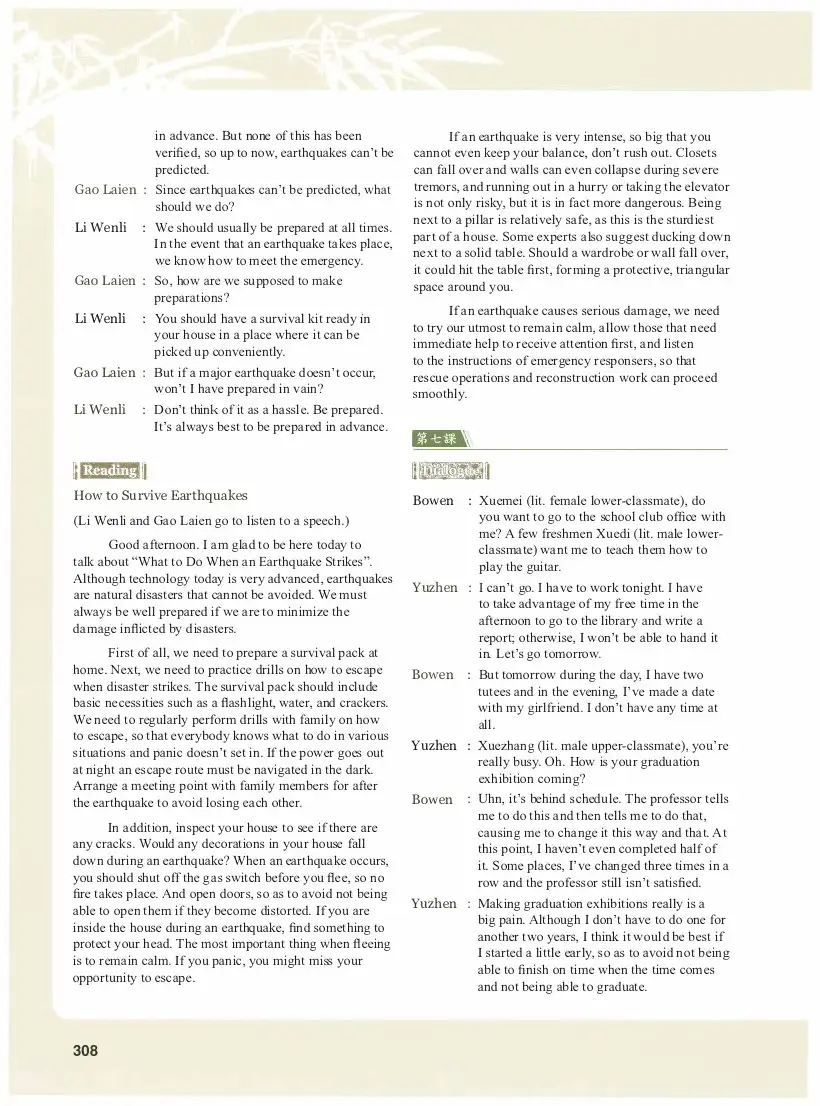 in advance. But none of this has been
verified, so up to now, earthquakes can't be
predicted.
Gao Laien : Since earthquakes can't be predicted, what
should we do?
Li Wenli : We should usually be prepared at all times.
In the event that an earthquake takes place,
we know how to meet the emergency.
Gao Laien : So, how are we supposed to make
preparations?
Li Wenli : You should have a survival kit ready in
your house in a place where it can be
picked up conveniently.
Gao Laien : But if a major earthquake doesn't occur,
won't I have prepared in vain?
Li Wenli : Don't think of it as a hassle. Be prepared.
It's always best to be prepared in advance.
Reading
How to Survive Earthquakes
(Li Wenli and Gao Laien go to listen to a speech.)
Good afternoon. I am glad to be here today to
talk about “What to Do When an Earthquake Strikes”.
Although technology today is very advanced, earthquakes
are natural disasters that cannot be avoided. We must
always be well prepared if we are to minimize the
damage inflicted by disasters.
First of all, we need to prepare a survival pack at
home. Next, we need to practice drills on how to escape
when disaster strikes. The survival pack should include
basic necessities such as a flashlight, water, and crackers.
We need to regularly perform drills with family on how
to escape, so that everybody knows what to do in various
situations and panic doesn't set in. If the power goes out
at night an escape route must be navigated in the dark.
Arrange a meeting point with family members for after
the earthquake to avoid losing each other.
In addition, inspect your house to see if there are
any cracks. Would any decorations in your house fall
down during an earthquake? When an earthquake occurs,
you should shut off the gas switch before you flee, so no
fire takes place. And open doors, so as to avoid not being
able to open them if they become distorted. If you are
inside the house during an earthquake, find something to
protect your head. The most important thing when fleeing
is to remain calm. If you panic, you might miss your
opportunity to escape.
If an earthquake is very intense, so big that you
cannot even keep your balance, don't rush out. Closets
can fall over and walls can even collapse during severe
tremors, and running out in a hurry or taking the elevator
is not only risky, but it is in fact more dangerous. Being
next to a pillar is relatively safe, as this is the sturdiest
part of a house. Some experts also suggest ducking down
next to a solid table. Should a wardrobe or wall fall over,
it could hit the table first, forming a protective, triangular
space around you.
If an earthquake causes serious damage, we need
to try our utmost to remain calm, allow those that need
immediate help to receive attention first, and listen
to the instructions of emergency responsers, so that
rescue operations and reconstruction work can proceed
smoothly.
第七課
Dialogue
Bowen : Xuemei (lit. female lower-classmate), do
you want to go to the school club office with
me? A few freshmen Xuedi (lit. male lower-
classmate) want me to teach them how to
play the guitar.
Yuzhen : I can't go. I have to work tonight. I have
to take advantage of my free time in the
afternoon to go to the library and write a
report; otherwise, I won't be able to hand it
in. Let's go tomorrow.
Bowen : But tomorrow during the day, I have two
tutees and in the evening, I've made a date
with my girlfriend. I don't have any time at
all.
Yuzhen : Xuezhang (lit. male upper-classmate), you're
really busy. Oh. How is your graduation
exhibition coming?
Bowen : Uhn, it's behind schedule. The professor tells
me to do this and then tells me to do that,
causing me to change it this way and that. At
this point, I haven't even completed half of
it. Some places, I've changed three times in a
row and the professor still isn't satisfied.
Yuzhen : Making graduation exhibitions really is a
big pain. Although I don't have to do one for
another two years, I think it would be best if
I started a little early, so as to avoid not being
able to finish on time when the time comes
and not being able to graduate.
308